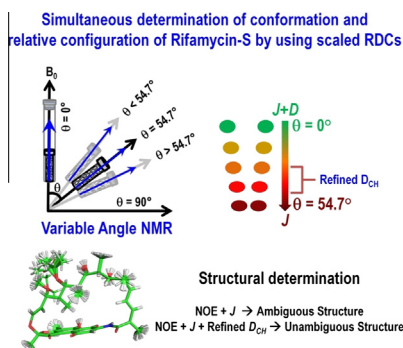 Simultaneous determination of conformation and
relative configuration of Rifamycin-S by using scaled RDCs
B₀
θ = 0°
θ < 54.7°
θ = 54.7°
θ > 54.7°
θ
θ = 90°
Variable Angle NMR
J+D
θ = 0°
Refined D_CH
θ = 54.7°
J
Structural determination
NOE + J → Ambiguous Structure
NOE + J + Refined D_CH → Unambiguous Structure